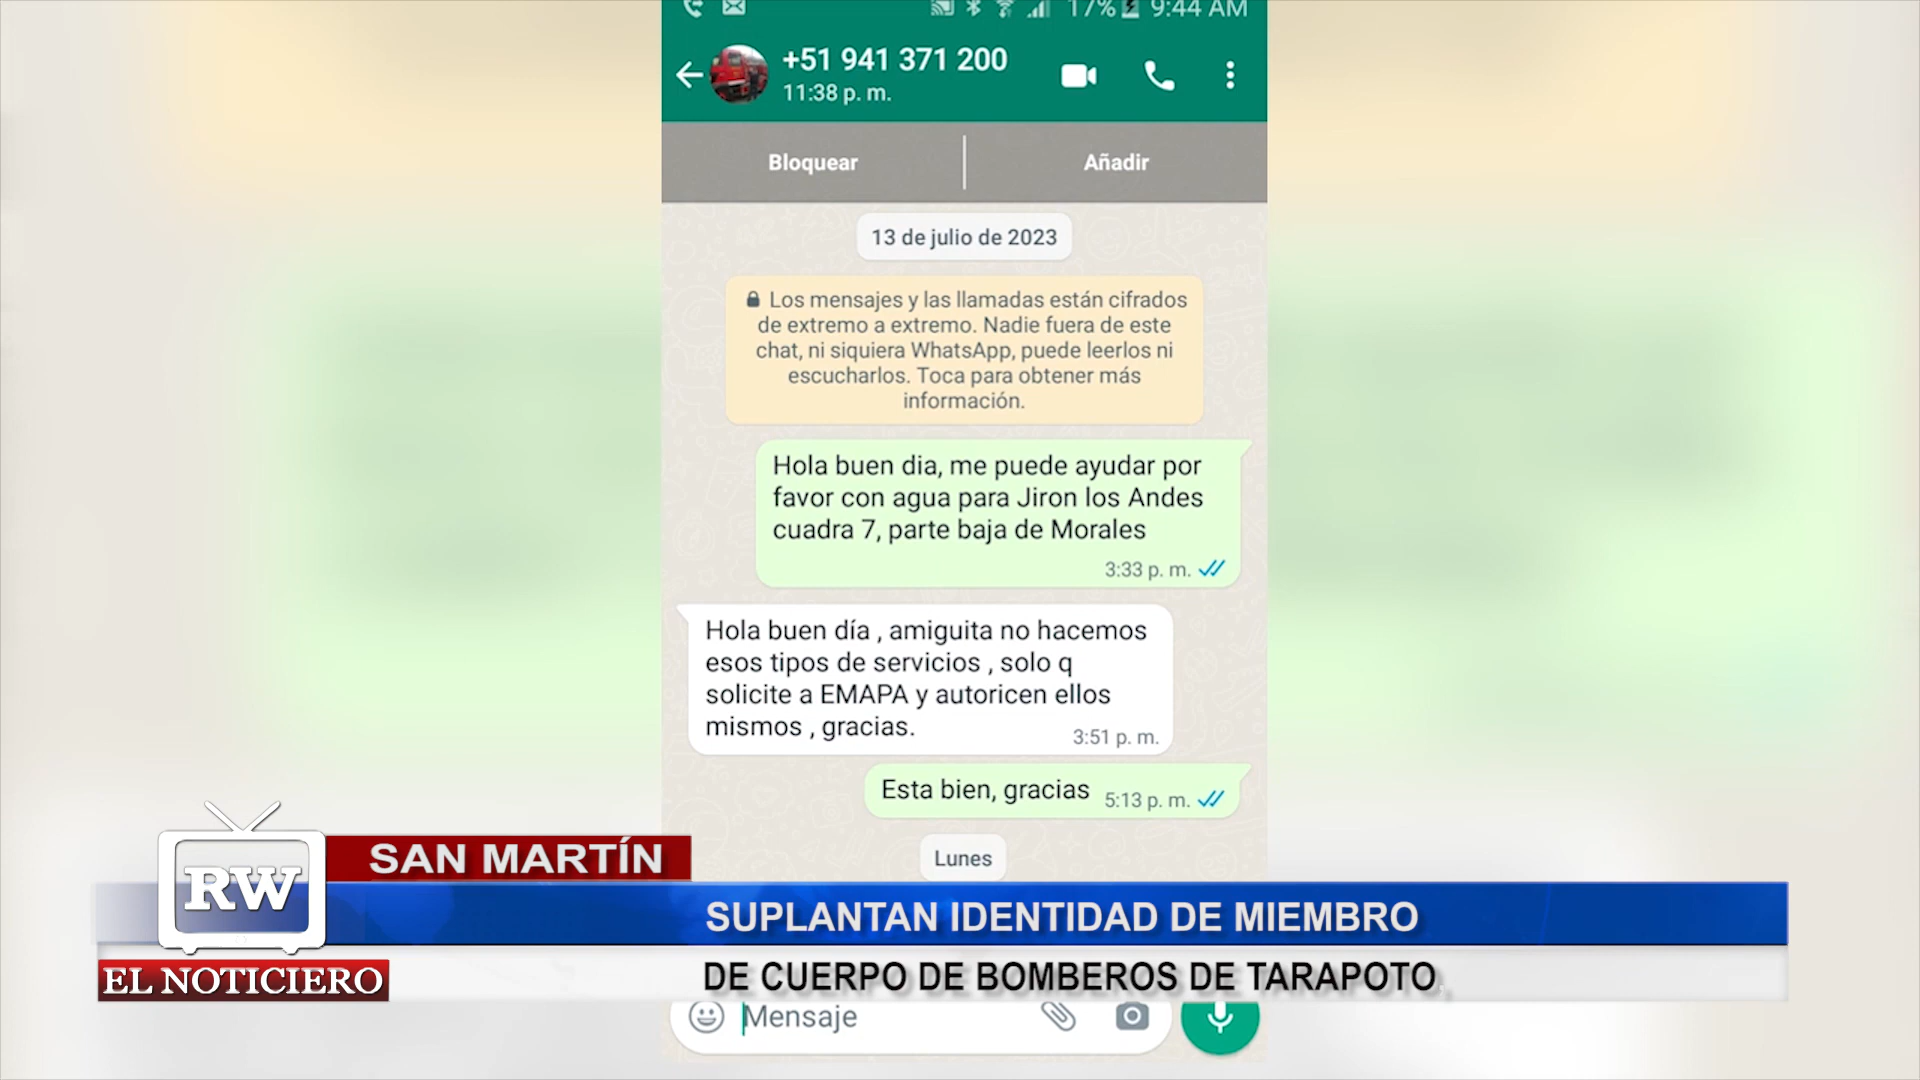 17% 9:44 AM
+51 941 371 200
11:38 p. m.
Bloquear
Añadir
13 de julio de 2023
Los mensajes y las llamadas están cifrados
de extremo a extremo. Nadie fuera de este
chat, ni siquiera WhatsApp, puede leerlos ni
escucharlos. Toca para obtener más
información.
Hola buen dia, me puede ayudar por
favor con agua para Jiron los Andes
cuadra 7, parte baja de Morales
3:33 p. m.
Hola buen día , amiguita no hacemos
esos tipos de servicios , solo q
solicite a EMAPA y autoricen ellos
mismos , gracias.
3:51 p. m.
Esta bien, gracias
5:13 p. m.
Lunes
RW
SAN MARTÍN
SUPLANTAN IDENTIDAD DE MIEMBRO
DE CUERPO DE BOMBEROS DE TARAPOTO.
EL NOTICIERO
Mensaje